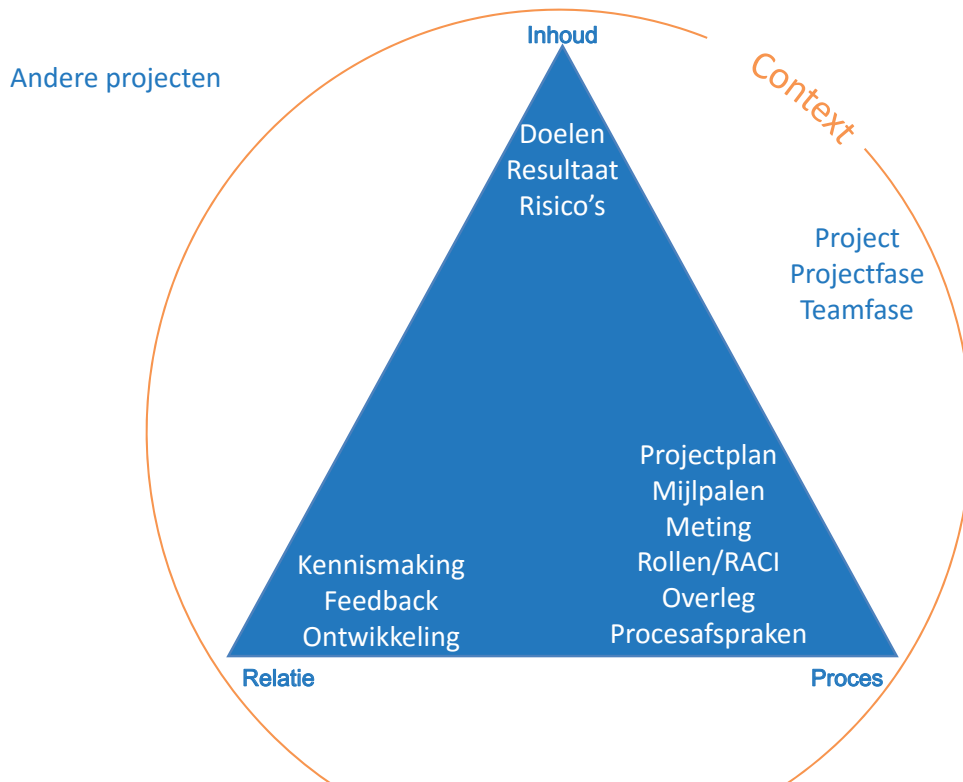 Inhoud
Andere projecten
Context
Doelen
Resultaat
Risico's
Project
Projectfase
Teamfase
Projectplan
Mijlpalen
Meting
Rollen/RACI
Overleg
Procesafspraken
Kennismaking
Feedback
Ontwikkeling
Relatie
Proces